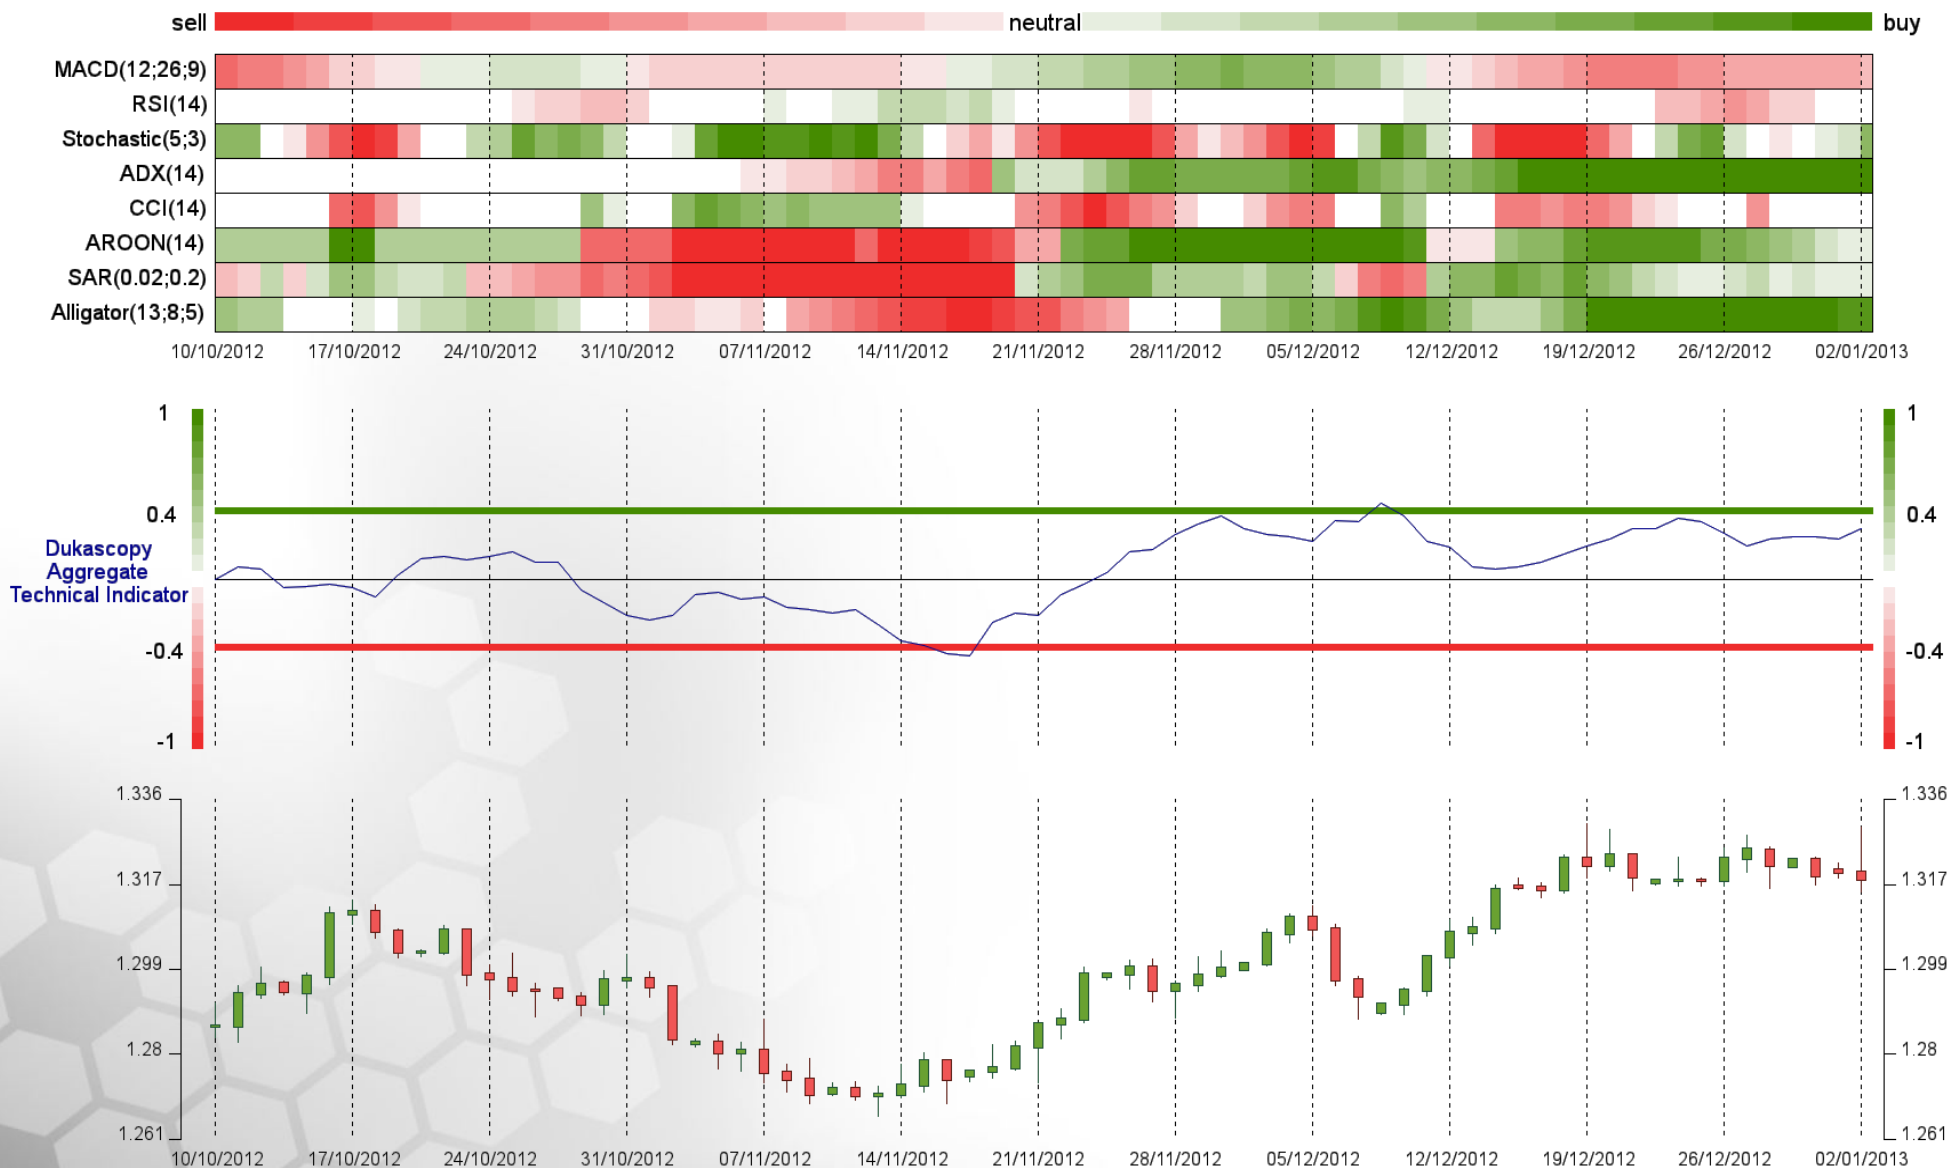 sell neutral buy
MACD(12;26;9)
RSI(14)
Stochastic(5;3)
ADX(14)
CCI(14)
AROON(14)
SAR(0.02;0.2)
Alligator(13;8;5)
10/10/2012 17/10/2012 24/10/2012 31/10/2012 07/11/2012 14/11/2012 21/11/2012 28/11/2012 05/12/2012 12/12/2012 19/12/2012 26/12/2012 02/01/2013
1 1
0.4 0.4
Dukascopy
Aggregate
Technical Indicator
-0.4 -0.4
-1 -1
1.336 1.336
1.317 1.317
1.299 1.299
1.28 1.28
1.261 1.261
10/10/2012 17/10/2012 24/10/2012 31/10/2012 07/11/2012 14/11/2012 21/11/2012 28/11/2012 05/12/2012 12/12/2012 19/12/2012 26/12/2012 02/01/2013